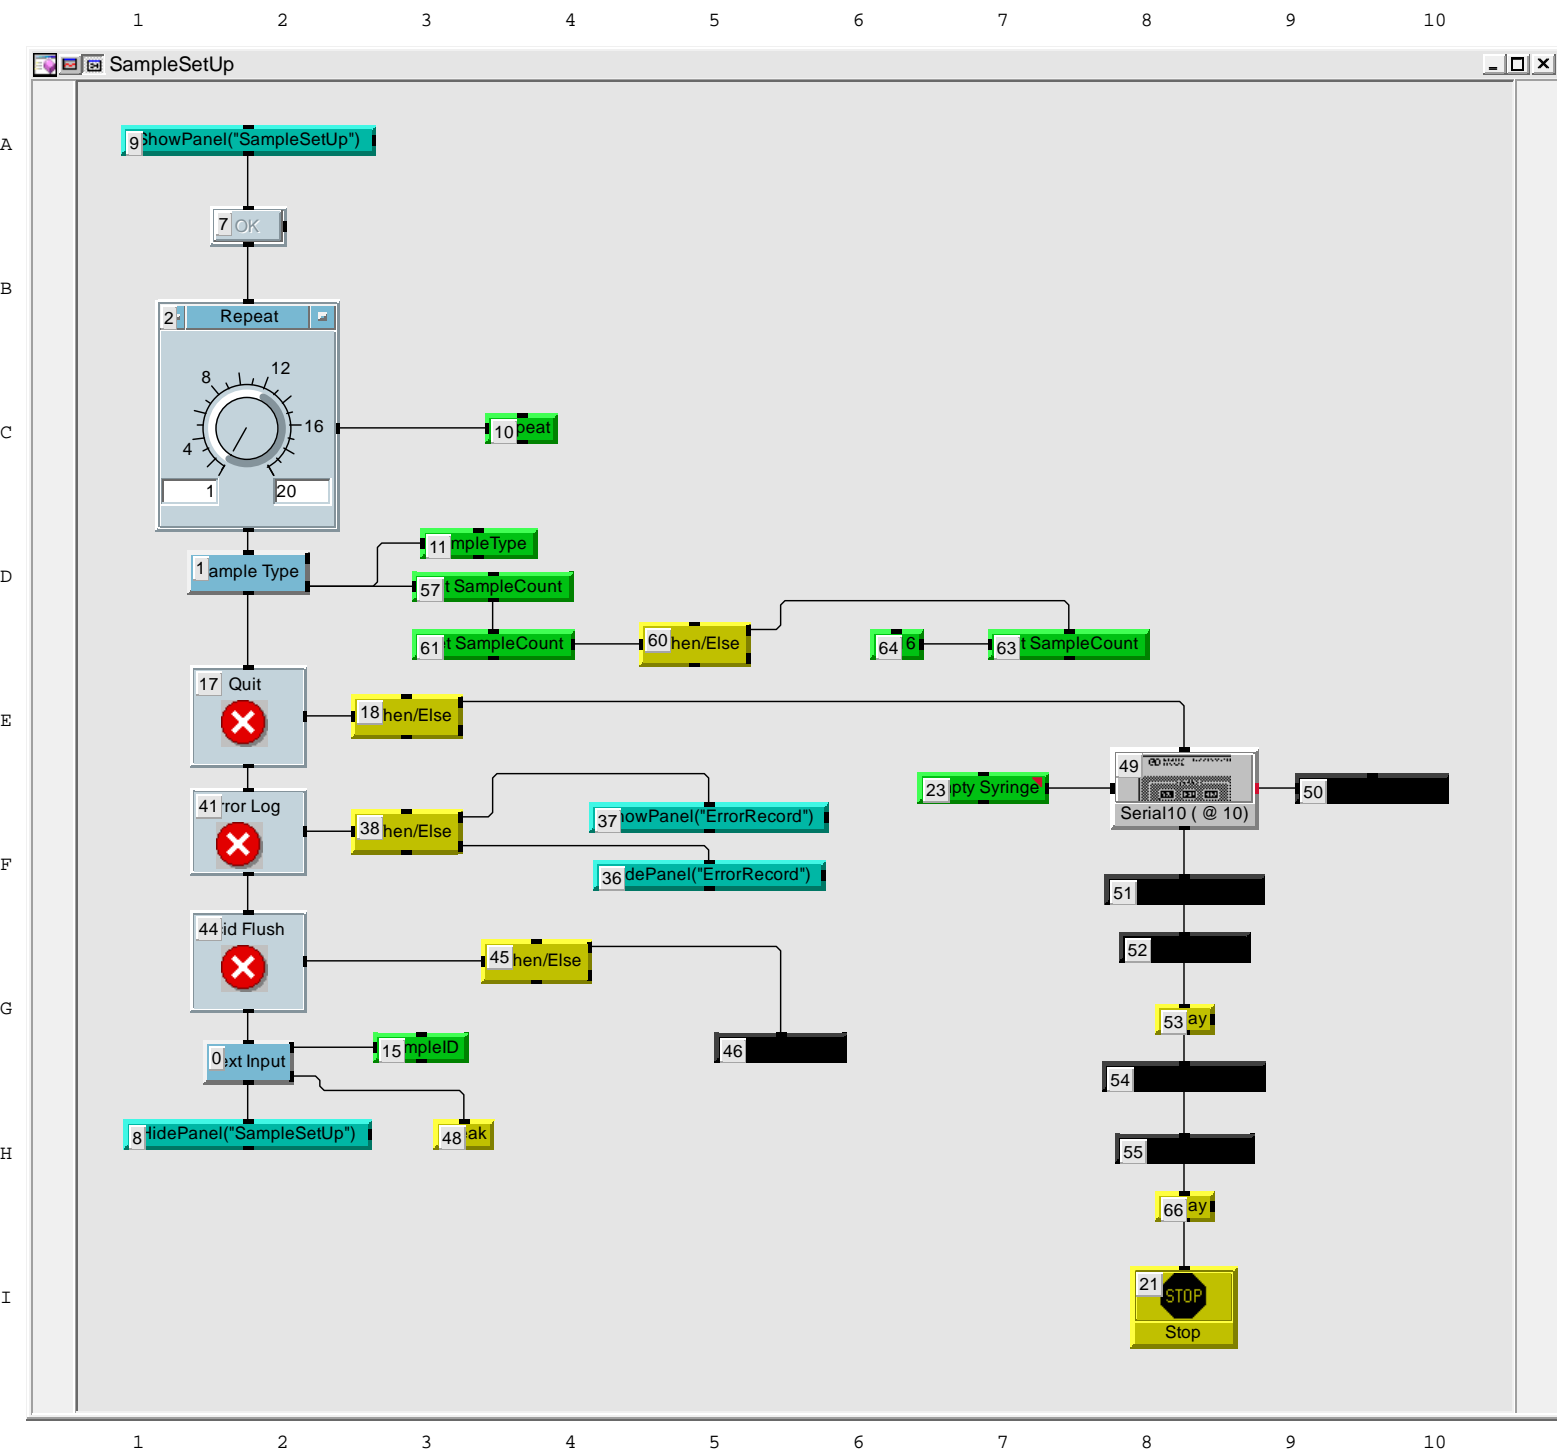 1 2 3 4 5 6 7 8 9 10
SampleSetUp
A
9 ShowPanel("SampleSetUp")
7 OK
B
2 Repeat
8 12
4 16
1 20
C
10 peat
11 mpleType
D
1 ample Type
57 t SampleCount
61 t SampleCount
60 hen/Else
64 6
63 t SampleCount
17 Quit
E
18 hen/Else
49
Serial10 ( @ 10)
23 pty Syringe
50
41 rror Log
38 hen/Else
37 owPanel("ErrorRecord")
F
36 dePanel("ErrorRecord")
51
44 id Flush
45 hen/Else
52
G
53 ay
15 mpleID
46
0 ext Input
54
8 HidePanel("SampleSetUp")
48 ak
H
55
66 ay
I
21 STOP
Stop
1 2 3 4 5 6 7 8 9 10